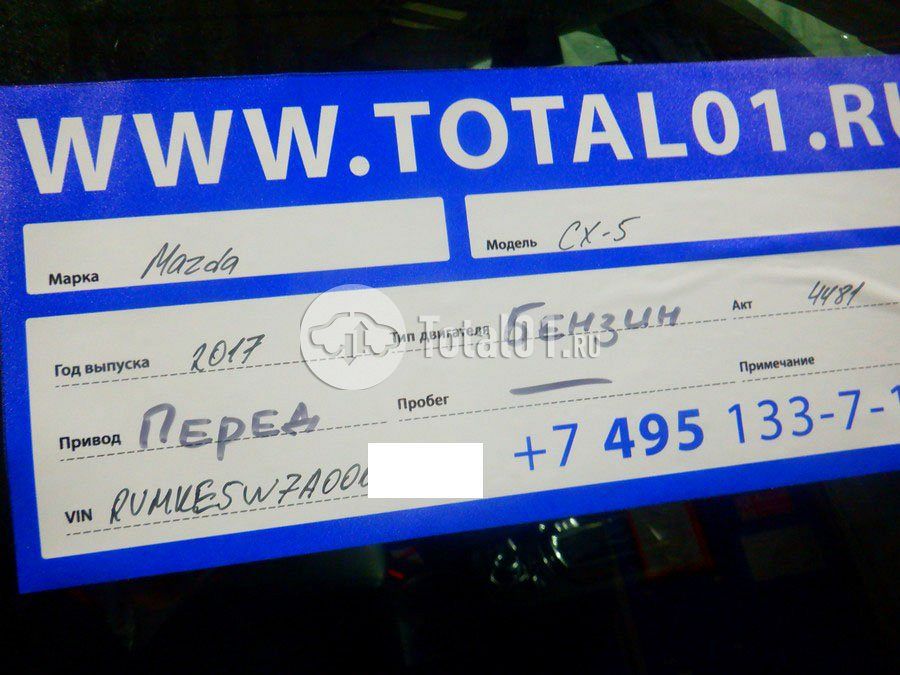 WWW.TOTAL01.RU
Марка Mazda
Модель CX-5
Год выпуска 2017
Тип двигателя Бензин
Акт 4481
Total01.RU
Привод Перед
Пробег —
Примечание
+7 495 133-7-1
VIN RUMKE5W7A00